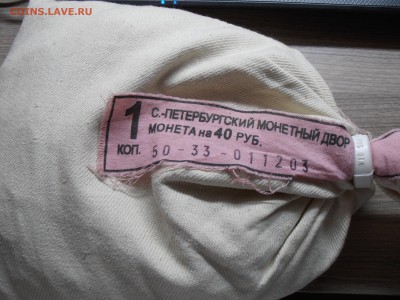 COINS.LAVE.RU
С.-ПЕТЕРБУРГСКИЙ МОНЕТНЫЙ ДВОР
1 МОНЕТА на 40 РУБ.
КОП. 50-33-011203